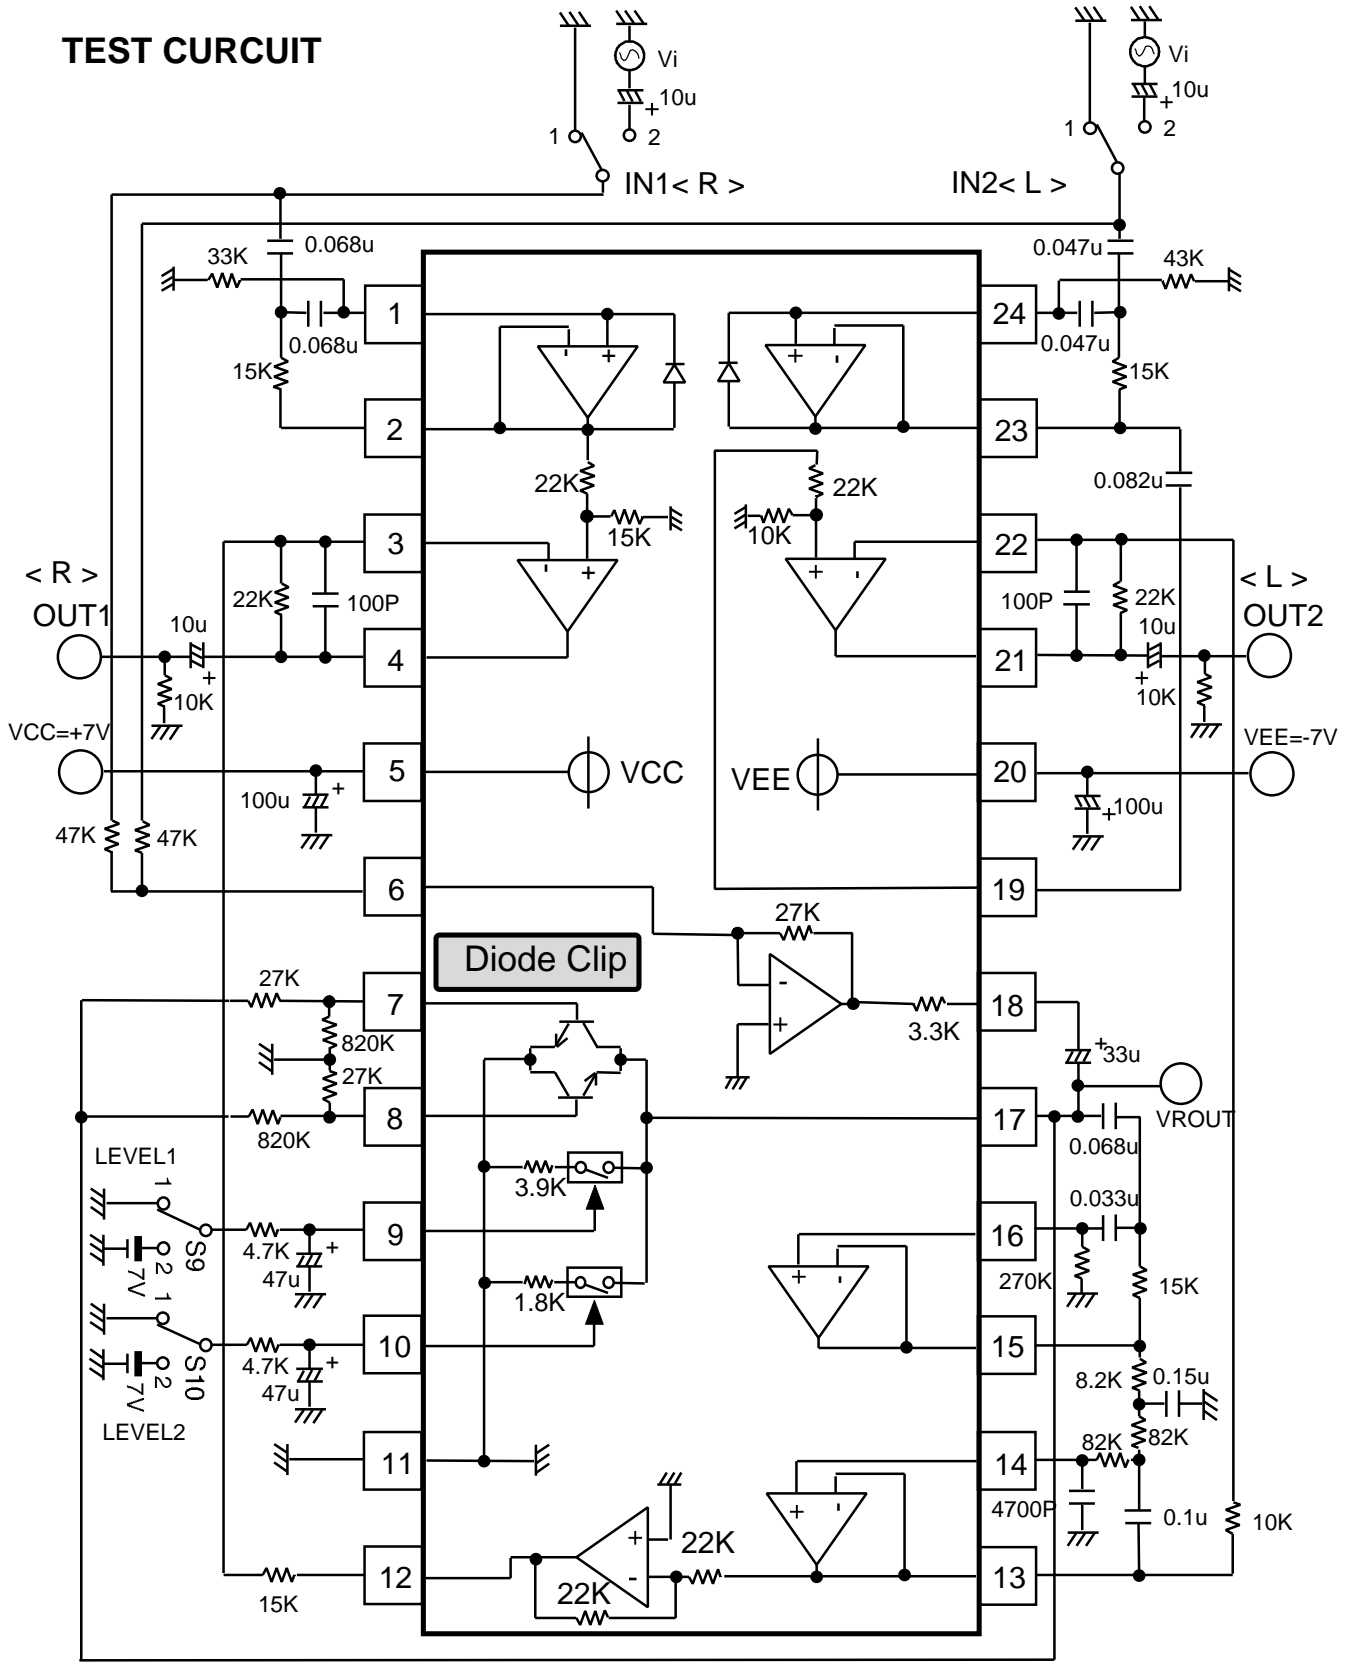 TEST CURCUIT
Vi
+
10u
1
2
IN1< R >
Vi
+
10u
1
2
IN2< L >
0.068u
33K
0.068u
15K
0.047u
43K
0.047u
15K
1
24
- +
+ -
2
23
22K
15K
22K
10K
0.082u
3
22
- +
+ -
< R >
OUT1
22K
100P
10u
+
10K
100P
22K
10u
+
10K
< L >
OUT2
4
21
VCC=+7V
VEE=-7V
5
VCC
VEE
20
100u
+
+
100u
47K
47K
6
19
27K
Diode Clip
-
+
3.3K
27K
7
18
820K
27K
820K
8
+
33u
17
VROUT
0.068u
LEVEL1
1
2
7V
S9
4.7K
+
47u
9
3.9K
0.033u
16
270K
15K
+ -
1
2
7V
S10
4.7K
+
47u
10
1.8K
15
8.2K
0.15u
LEVEL2
11
14
82K
82K
4700P
0.1u
10K
+ -
+
-
22K
22K
12
13
15K